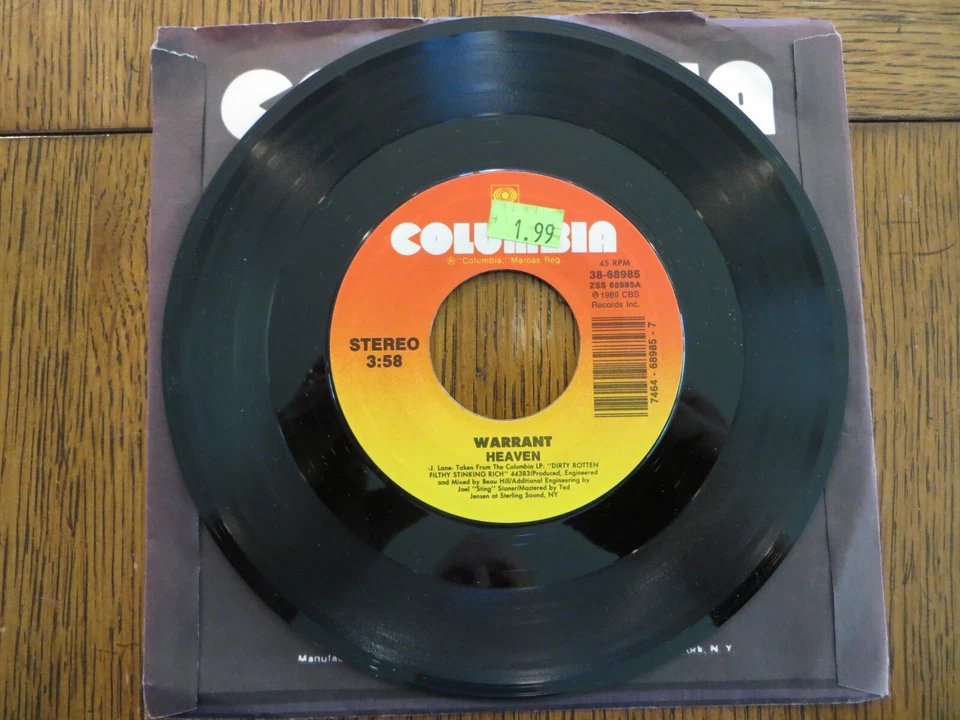 COLUMBIA
1.99
℗ "Columbia," Marcas Reg
45 RPM
38-68985
ZSS 68985A
℗ 1989 CBS
Records Inc.
STEREO
3:58
7464 - 68985 - 7
WARRANT
HEAVEN
-J. Lane- Taken From The Columbia LP: "DIRTY ROTTEN
FILTHY STINKING RICH" 44383/Produced, Engineered
and Mixed by Beau Hill/Additional Engineering by
Joel "Sting" Stoner/Mastered by Ted
Jensen at Sterling Sound, NY
N Y